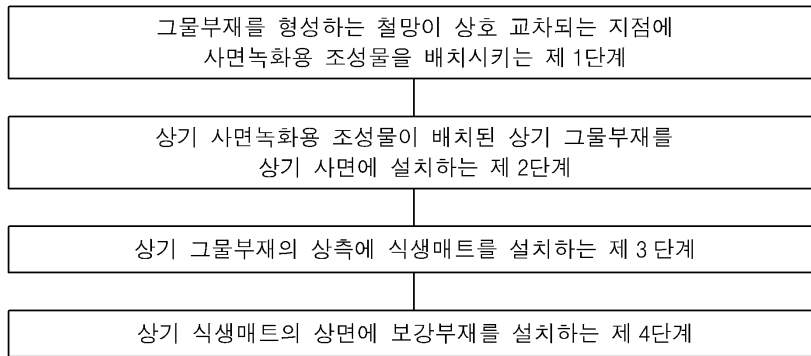 그물부재를 형성하는 철망이 상호 교차되는 지점에
사면녹화용 조성물을 배치시키는 제 1단계
상기 사면녹화용 조성물이 배치된 상기 그물부재를
상기 사면에 설치하는 제 2단계
상기 그물부재의 상측에 식생매트를 설치하는 제 3 단계
상기 식생매트의 상면에 보강부재를 설치하는 제 4단계